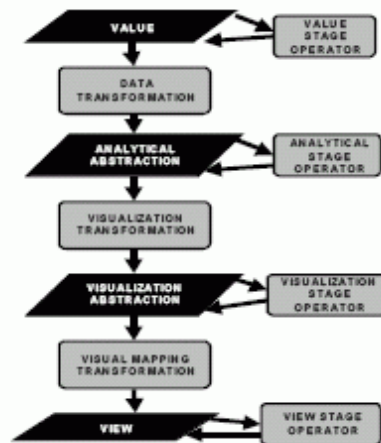 VALUE
VALUE
STAGE
OPERATOR
DATA
TRANSFORMATION
ANALYTICAL
ABSTRACTION
ANALYTICAL
STAGE
OPERATOR
VISUALIZATION
TRANSFORMATION
VISUALIZATION
ABSTRACTION
VISUALIZATION
STAGE
OPERATOR
VISUAL MAPPING
TRANSFORMATION
VIEW
VIEW STAGE
OPERATOR